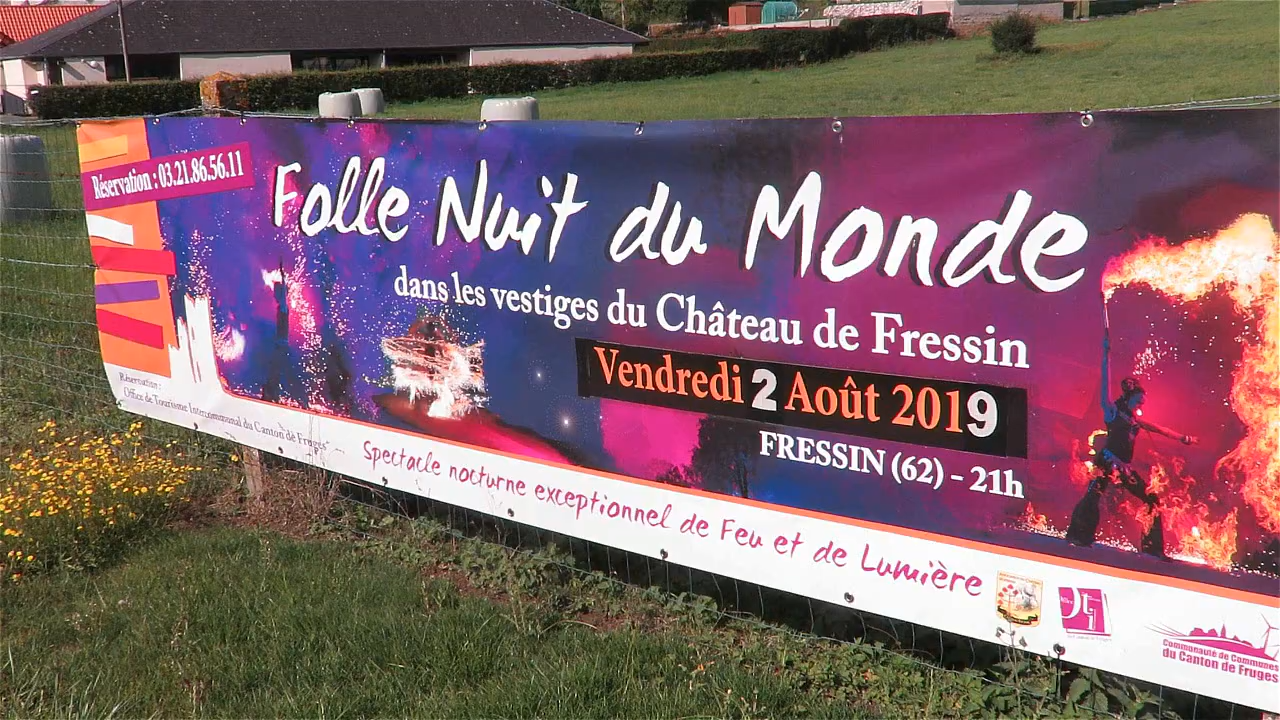 Réservation : 03.21.86.56.11
Folle Nuit du Monde
dans les vestiges du Château de Fressin
Vendredi 2 Août 2019
FRESSIN (62) - 21h
Réservation :
Office de Tourisme Intercommunal du Canton de Fruges
Spectacle nocturne exceptionnel de Feu et de Lumière
Communauté de Communes
du Canton de Fruges